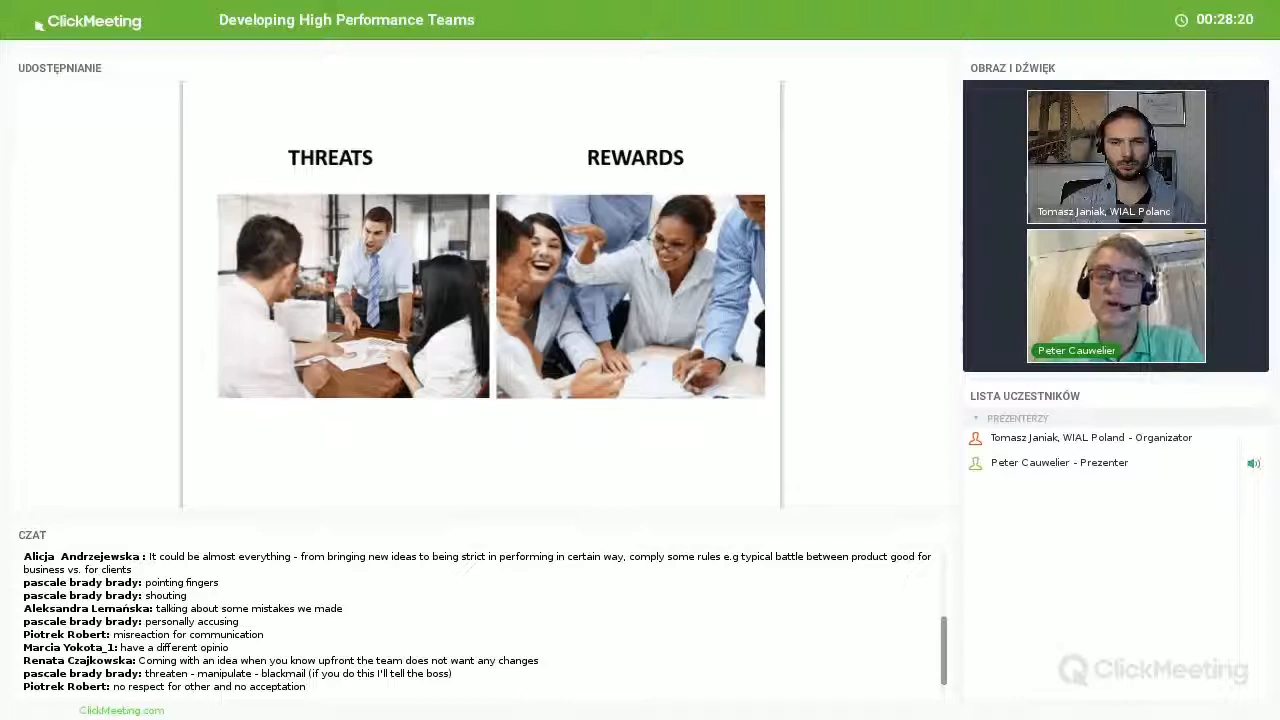 ClickMeeting
Developing High Performance Teams
00:28:20
UDOSTĘPNIANIE
THREATS
REWARDS
OBRAZ I DŹWIĘK
Tomasz Janiak, WIAL Polanc
Peter Cauwelier
LISTA UCZESTNIKÓW
PREZENTERZY
Tomasz Janiak, WIAL Poland - Organizator
Peter Cauwelier - Prezenter
CZAT
Alicja Andrzejewska : It could be almost everything - from bringing new ideas to being strict in performing in certain way, comply some rules e.g typical battle between product good for
business vs. for clients
pascale brady brady: pointing fingers
pascale brady brady: shouting
Aleksandra Lemańska: talking about some mistakes we made
pascale brady brady: personally accusing
Piotrek Robert: misreaction for communication
Marcia Yokota_1: have a different opinio
Renata Czajkowska: Coming with an idea when you know upfront the team does not want any changes
pascale brady brady: threaten - manipulate - blackmail (if you do this I'll tell the boss)
Piotrek Robert: no respect for other and no acceptation
ClickMeeting
ClickMeeting.com